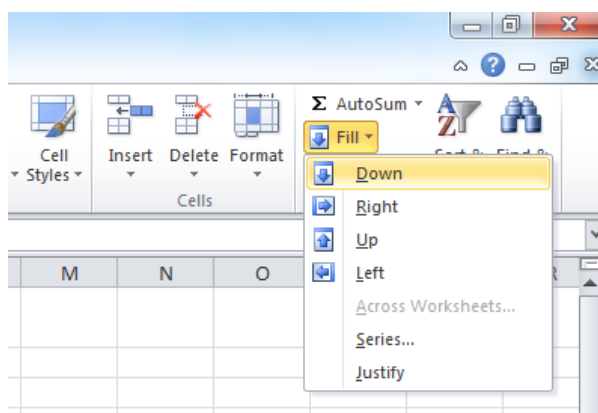 Σ AutoSum
Fill
Cell Styles
Insert
Delete
Format
Cells
Down
Right
Up
Left
Across Worksheets...
Series...
Justify
M
N
O